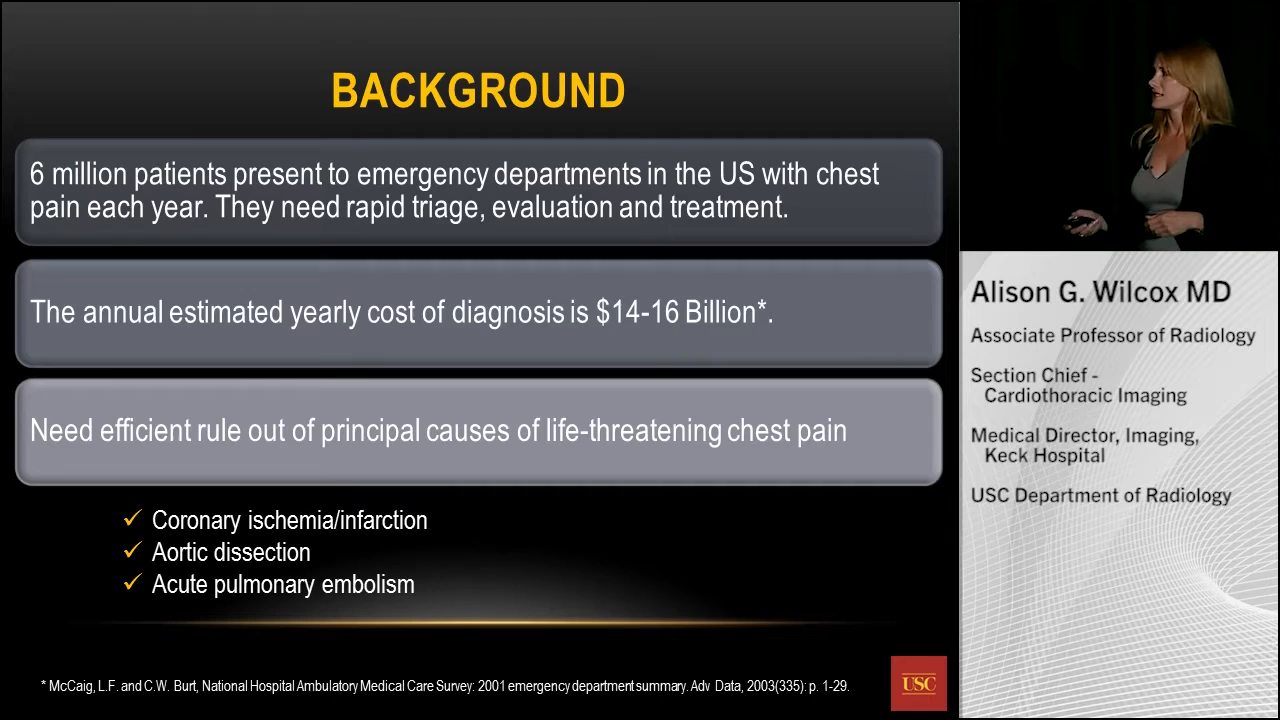 BACKGROUND
6 million patients present to emergency departments in the US with chest
pain each year. They need rapid triage, evaluation and treatment.
The annual estimated yearly cost of diagnosis is $14-16 Billion*.
Need efficient rule out of principal causes of life-threatening chest pain
✓ Coronary ischemia/infarction
✓ Aortic dissection
✓ Acute pulmonary embolism
* McCaig, L.F. and C.W. Burt, National Hospital Ambulatory Medical Care Survey: 2001 emergency department summary. Adv Data, 2003(335): p. 1-29.
USC
Alison G. Wilcox MD
Associate Professor of Radiology
Section Chief -
Cardiothoracic Imaging
Medical Director, Imaging,
Keck Hospital
USC Department of Radiology